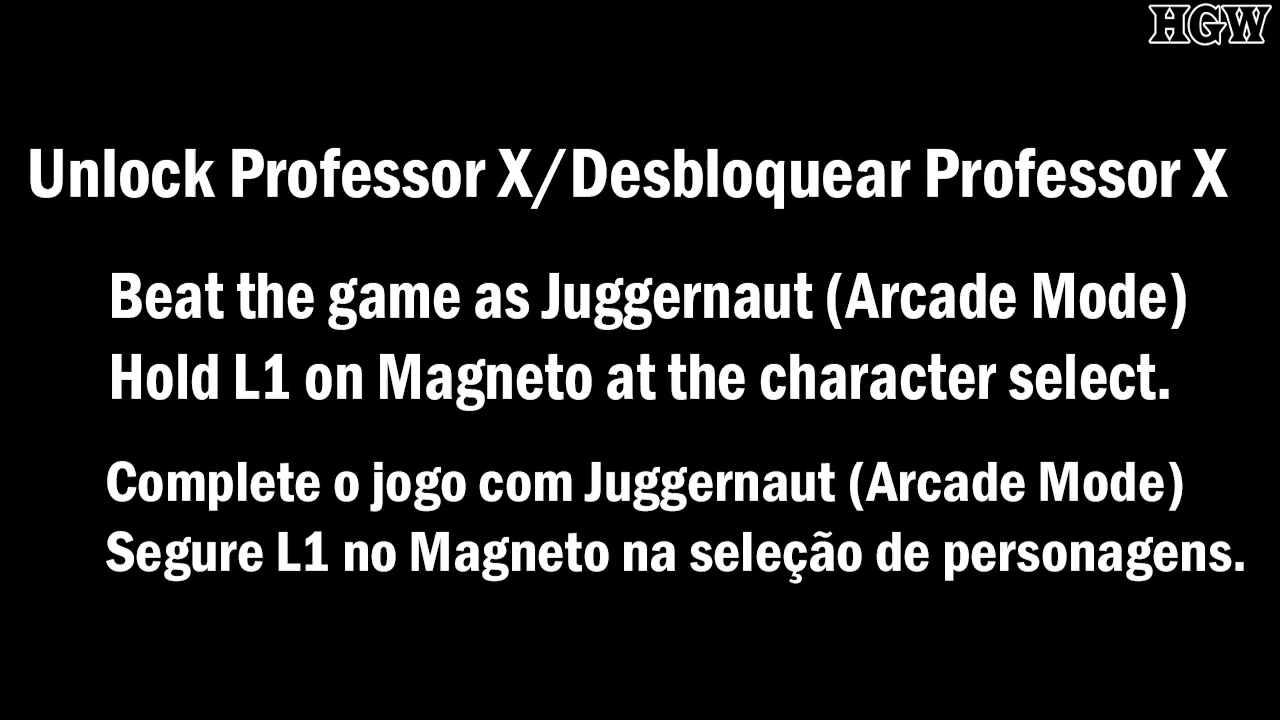 HGW
Unlock Professor X/Desbloquear Professor X
Beat the game as Juggernaut (Arcade Mode)
Hold L1 on Magneto at the character select.
Complete o jogo com Juggernaut (Arcade Mode)
Segure L1 no Magneto na seleção de personagens.